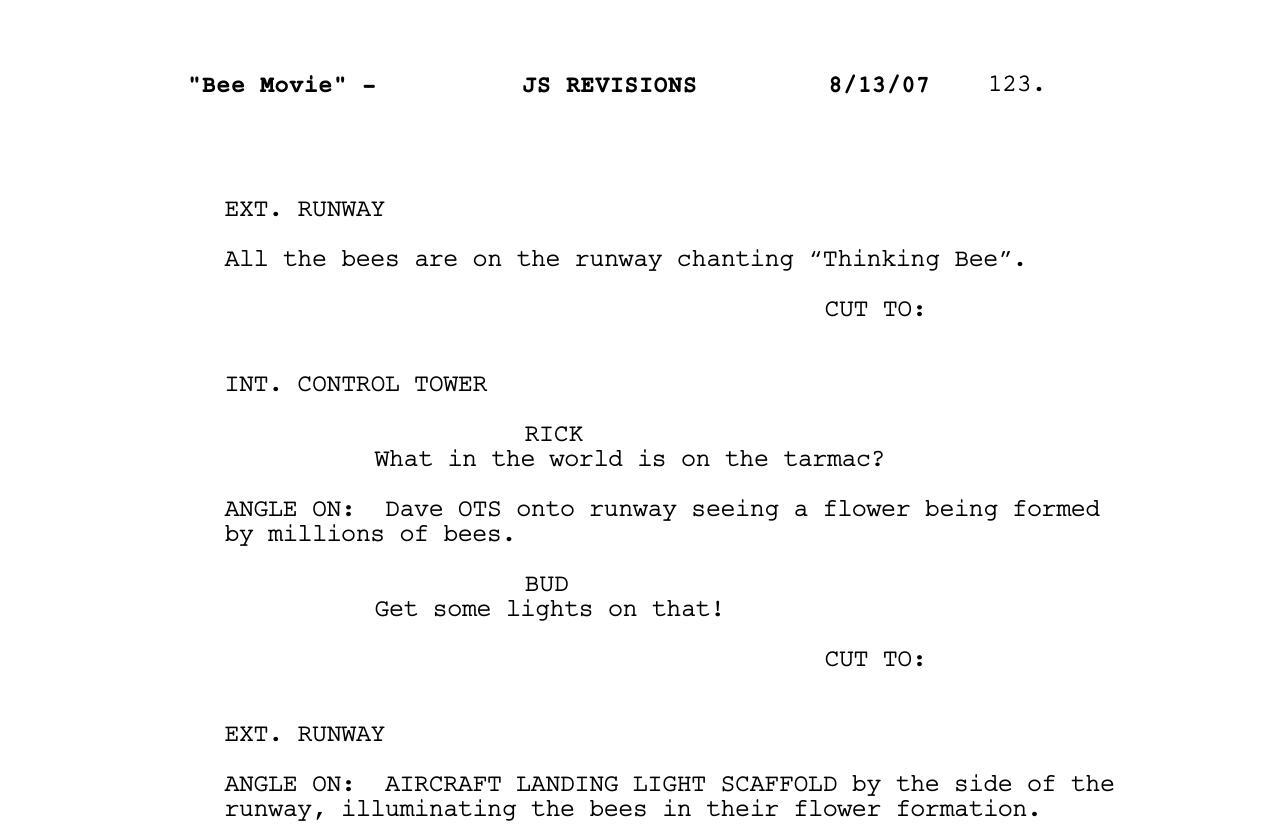 "Bee Movie" - JS REVISIONS 8/13/07 123.
EXT. RUNWAY
All the bees are on the runway chanting “Thinking Bee”.
CUT TO:
INT. CONTROL TOWER
RICK
What in the world is on the tarmac?
ANGLE ON: Dave OTS onto runway seeing a flower being formed
by millions of bees.
BUD
Get some lights on that!
CUT TO:
EXT. RUNWAY
ANGLE ON: AIRCRAFT LANDING LIGHT SCAFFOLD by the side of the
runway, illuminating the bees in their flower formation.